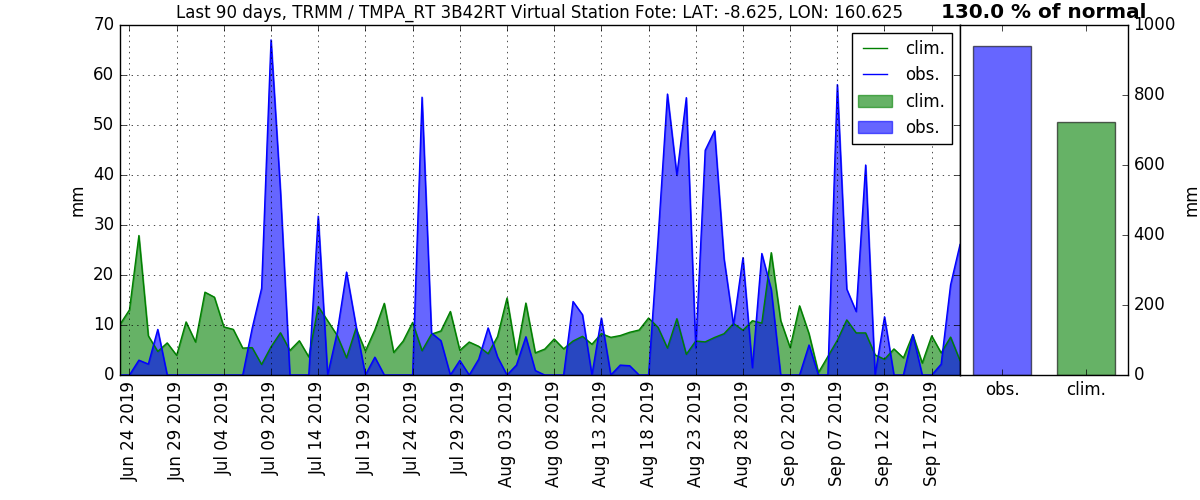 Last 90 days, TRMM / TMPA_RT 3B42RT Virtual Station Fote: LAT: -8.625, LON: 160.625
130.0 % of normal
70
60
50
40
30
20
10
0
mm
clim.
obs.
clim.
obs.
1000
800
600
400
200
0
mm
Jun 24 2019
Jun 29 2019
Jul 04 2019
Jul 09 2019
Jul 14 2019
Jul 19 2019
Jul 24 2019
Jul 29 2019
Aug 03 2019
Aug 08 2019
Aug 13 2019
Aug 18 2019
Aug 23 2019
Aug 28 2019
Sep 02 2019
Sep 07 2019
Sep 12 2019
Sep 17 2019
obs.
clim.